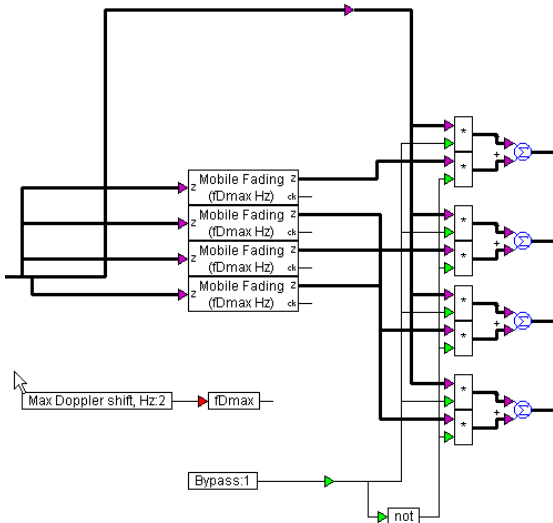 *
+
*
z Mobile Fading z
(fDmax Hz) ck
Mobile Fading z
z (fDmax Hz) ck
*
+
*
Mobile Fading z
z (fDmax Hz) ck
Mobile Fading z
z (fDmax Hz) ck
*
+
*
Max Doppler shift, Hz:2
fDmax
*
+
*
Bypass:1
not